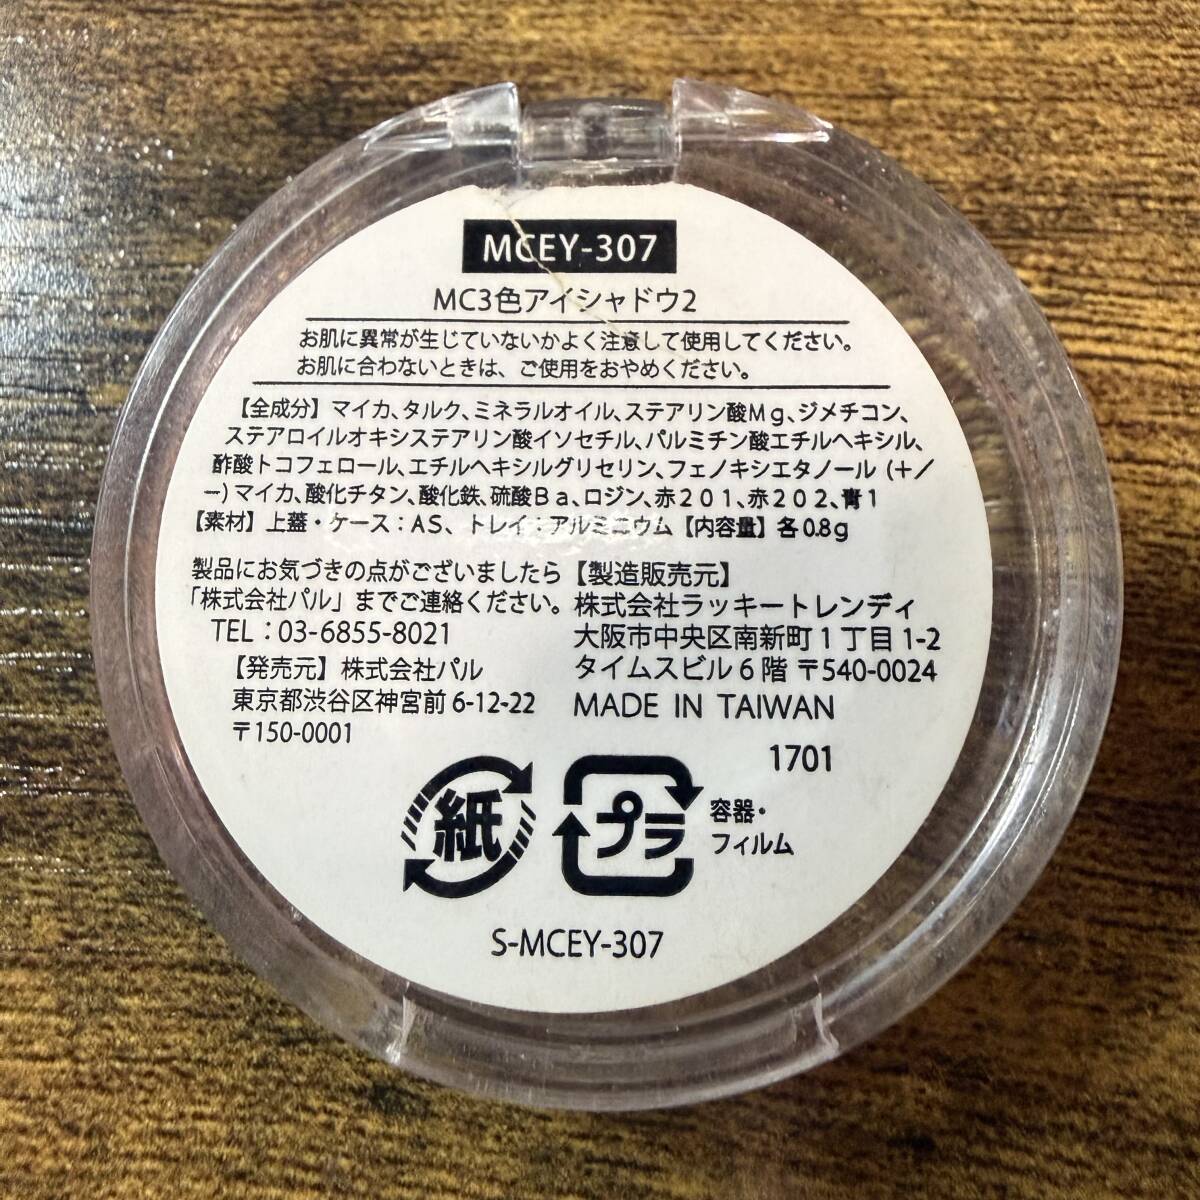 MCEY-307
MC3色アイシャドウ2
お肌に異常が生じていないかよく注意して使用してください。
お肌に合わないときは、ご使用をおやめください。
【全成分】マイカ、タルク、ミネラルオイル、ステアリン酸Mg、ジメチコン、
ステアロイルオキシステアリン酸イソセチル、パルミチン酸エチルヘキシル、
酢酸トコフェロール、エチルヘキシルグリセリン、フェノキシエタノール(+/
-)マイカ、酸化チタン、酸化鉄、硫酸Ba、ロジン、赤201、赤202、青1
【素材】上蓋・ケース：AS、トレイ：アルミニウム【内容量】各0.8g
製品にお気づきの点がございましたら
「株式会社パル」までご連絡ください。
TEL：03-6855-8021
【発売元】株式会社パル
東京都渋谷区神宮前6-12-22
〒150-0001
【製造販売元】
株式会社ラッキートレンディ
大阪市中央区南新町1丁目1-2
タイムスビル6階〒540-0024
MADE IN TAIWAN
1701
紙
プラ
容器・
フィルム
S-MCEY-307